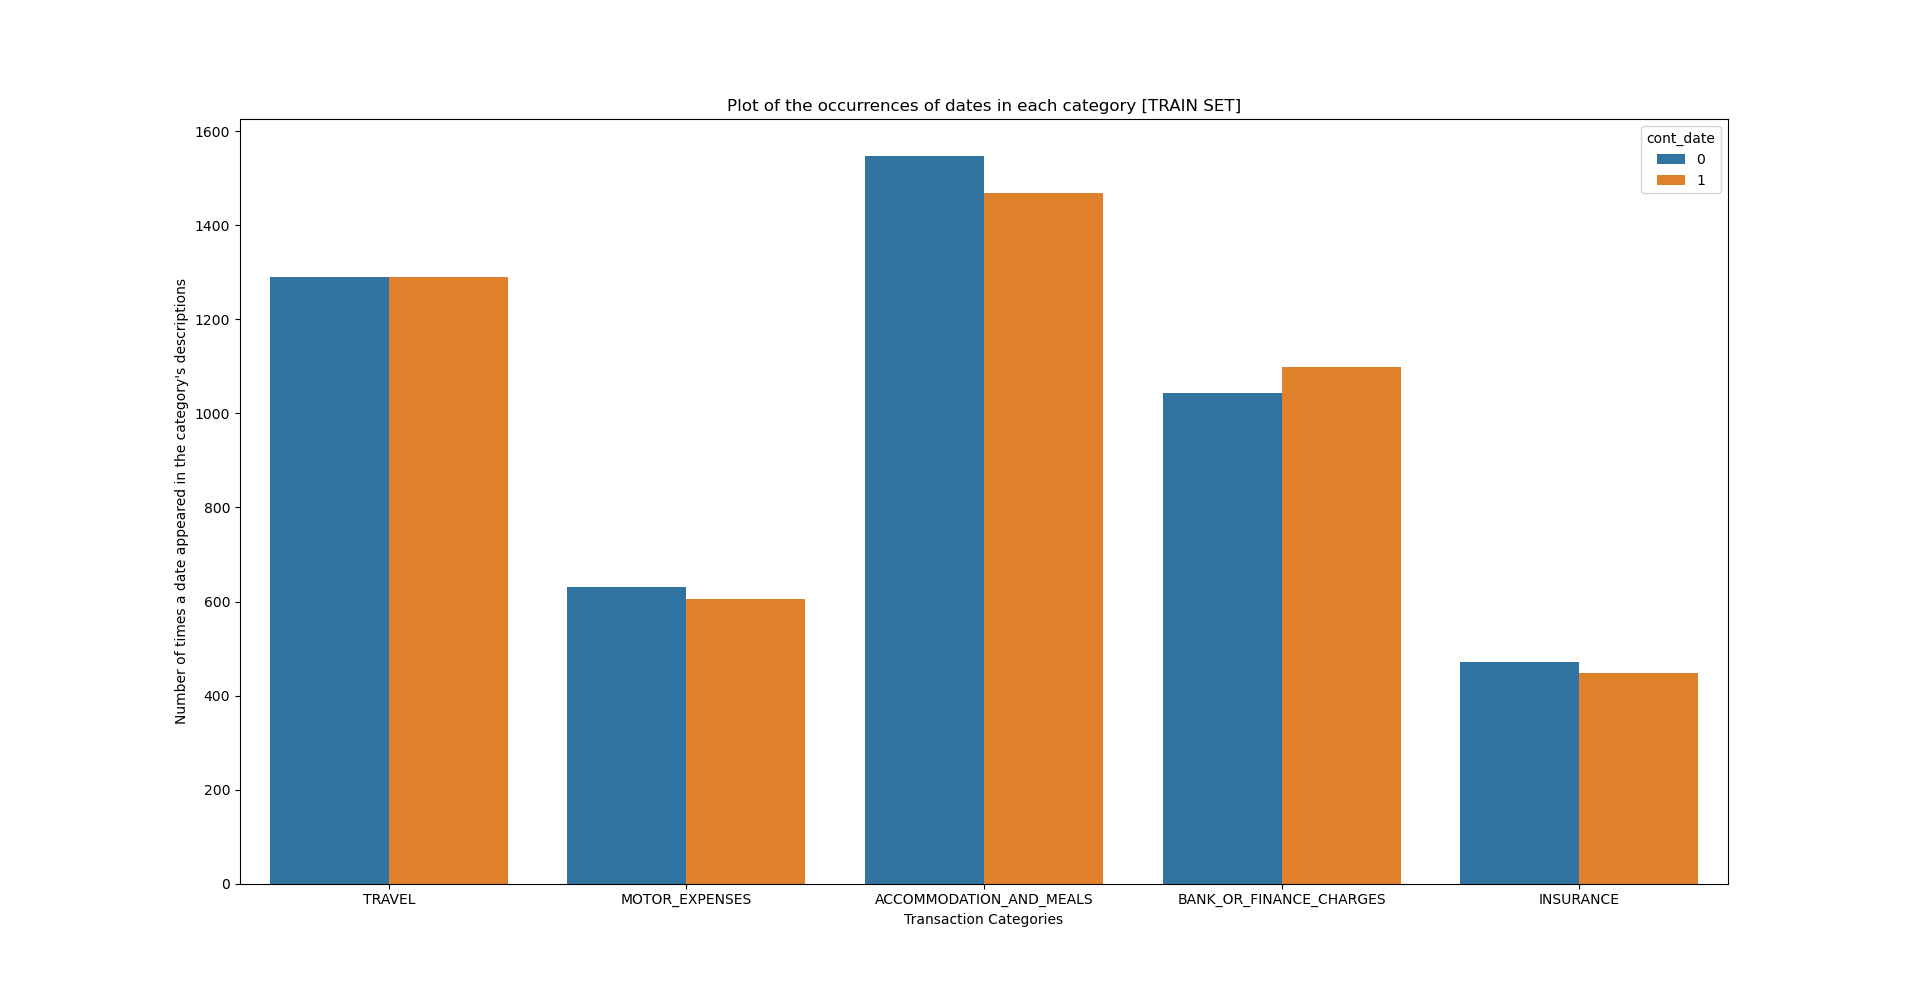 Plot of the occurrences of dates in each category [TRAIN SET]
cont_date
0
1
Number of times a date appeared in the category's descriptions
1600
1400
1200
1000
800
600
400
200
0
TRAVEL MOTOR_EXPENSES ACCOMMODATION_AND_MEALS BANK_OR_FINANCE_CHARGES INSURANCE
Transaction Categories